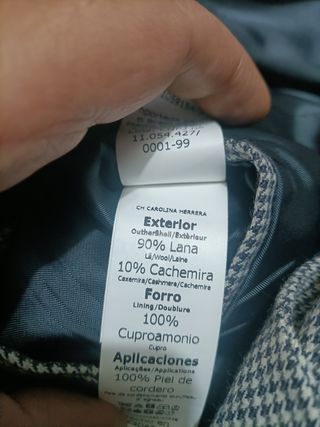 11.054.427/
0001-99
CH CAROLINA HERRERA
Exterior
OutherShell/Extérieur
90% Lana
Lã/Wool/Laine
10% Cachemira
Caxemira/Cashmere/Cachemire
Forro
Lining/Doublure
100%
Cuproamonio
Cupro
Aplicaciones
Aplicações/Applications
100% Piel de
cordero